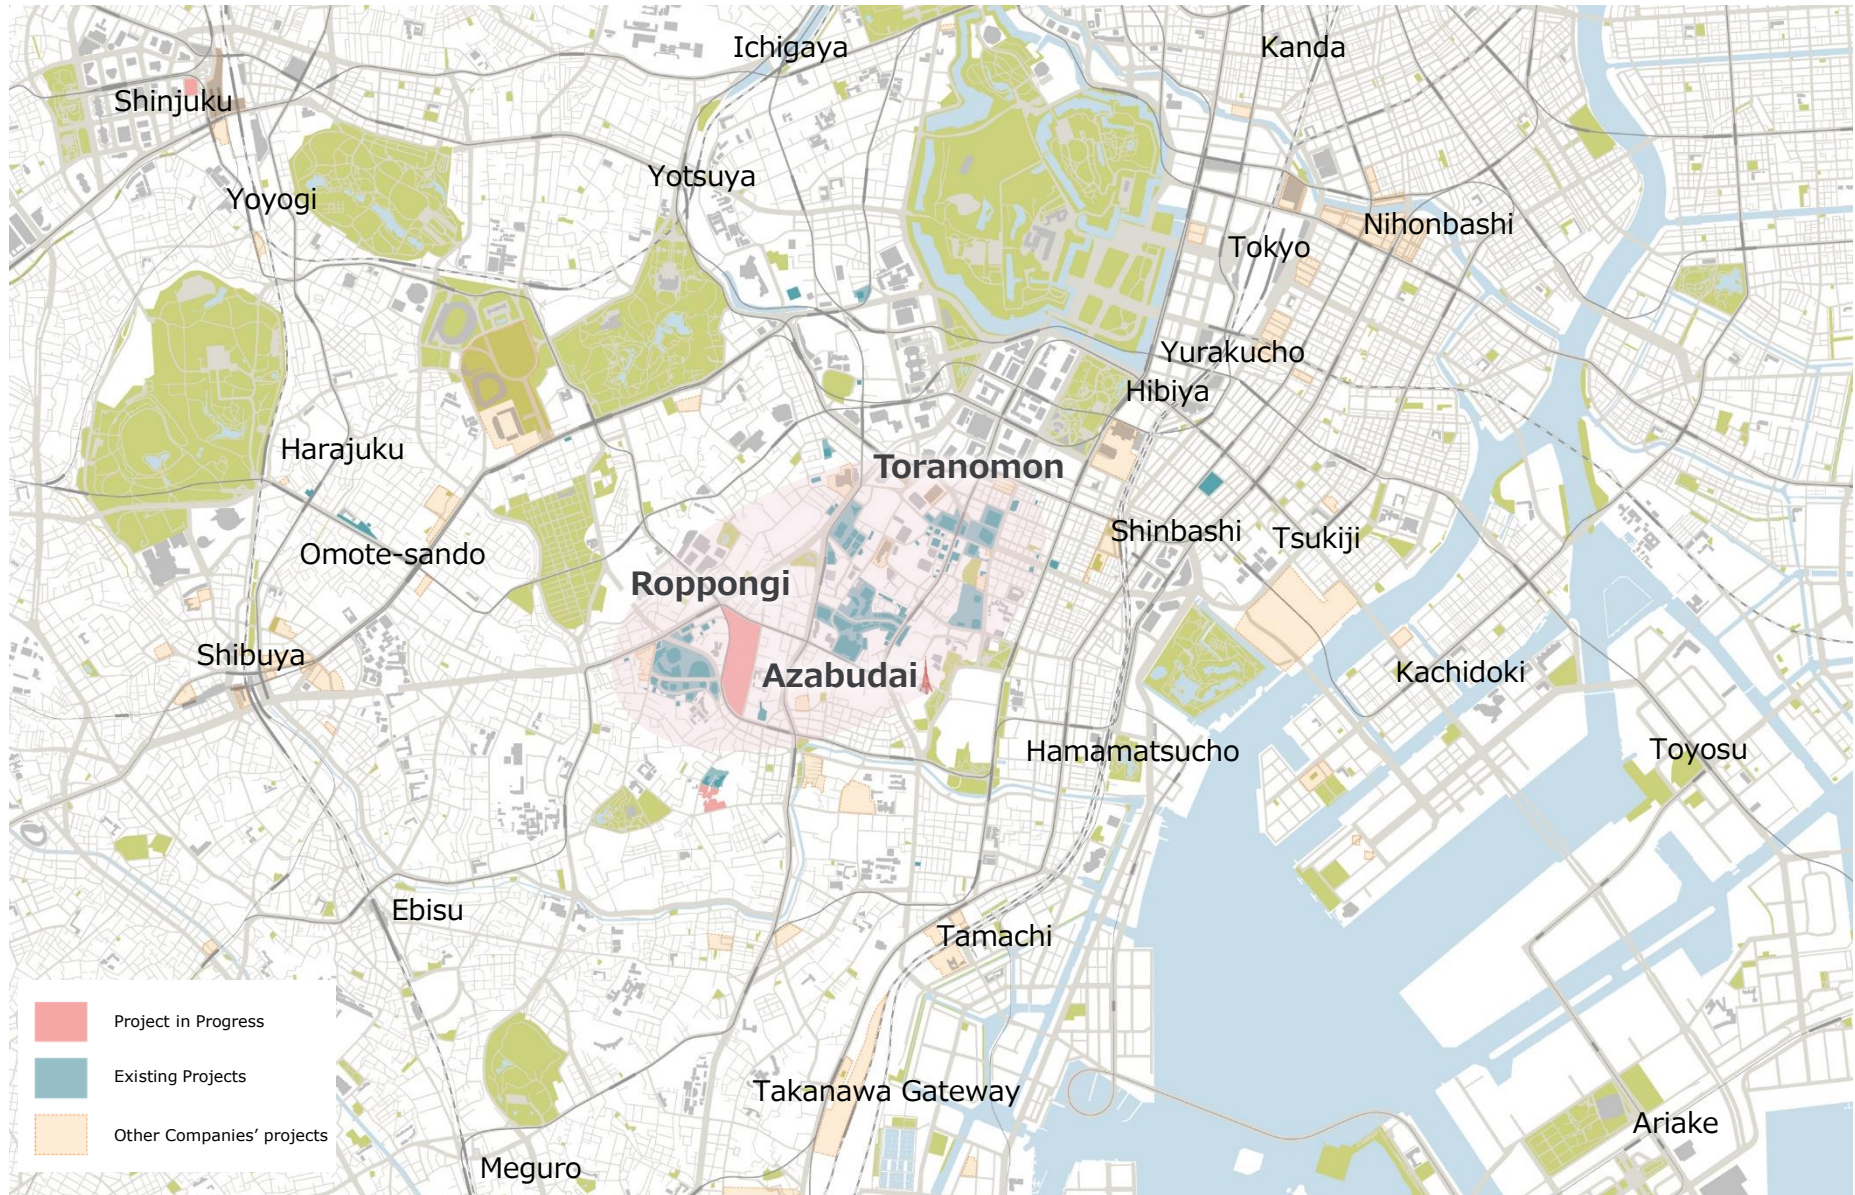 Ichigaya
Kanda
Shinjuku
Yotsuya
Yoyogi
Nihonbashi
Tokyo
Yurakucho
Hibiya
Harajuku
Toranomon
Shinbashi
Tsukiji
Omote-sando
Roppongi
Shibuya
Azabudai
Kachidoki
Hamamatsucho
Toyosu
Ebisu
Tamachi
Project in Progress
Existing Projects
Takanawa Gateway
Ariake
Other Companies’ projects
Meguro